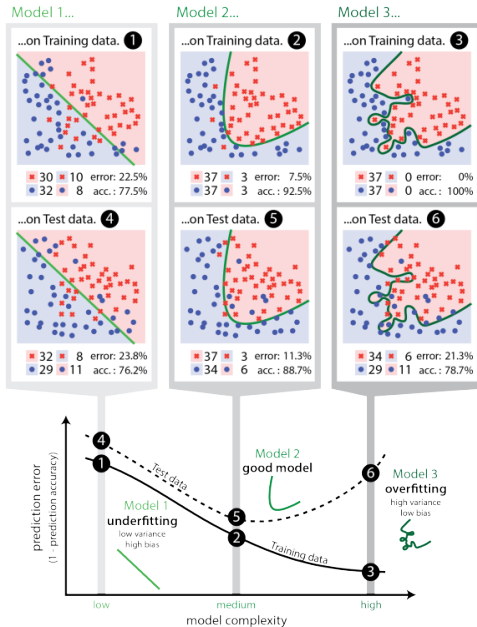 Model 1... Model 2... Model 3...
...on Training data. 1 ...on Training data. 2 ...on Training data. 3
30 10 error: 22.5% 37 3 error: 7.5% 37 0 error: 0%
32 8 acc.: 77.5% 37 3 acc.: 92.5% 37 0 acc.: 100%
...on Test data. 4 ...on Test data. 5 ...on Test data. 6
32 8 error: 23.8% 37 3 error: 11.3% 34 6 error: 21.3%
29 11 acc.: 76.2% 34 6 acc.: 88.7% 29 11 acc.: 78.7%
prediction error
(1 - prediction accuracy)
4
1
Test data
Model 1
underfitting
low variance
high bias
Model 2
good model
5
2
Training data
6
Model 3
overfitting
high variance
low bias
3
low medium high
model complexity